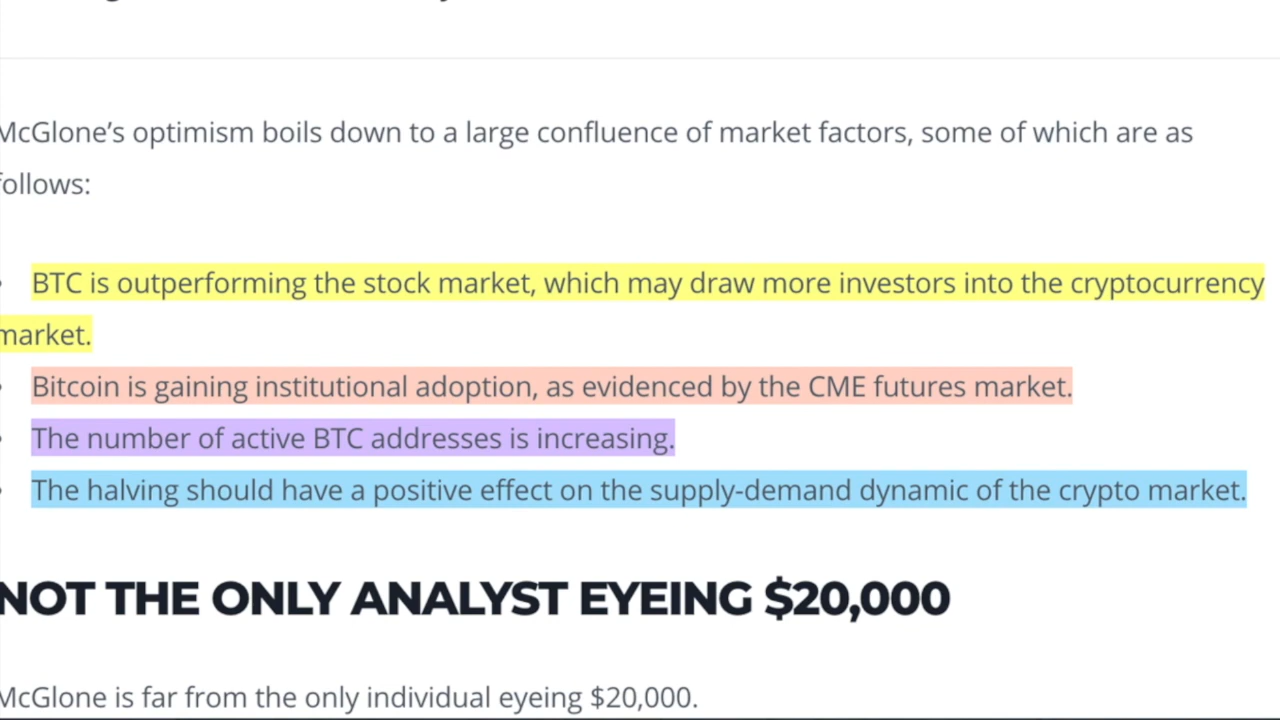 McGlone's optimism boils down to a large confluence of market factors, some of which are as
follows:
BTC is outperforming the stock market, which may draw more investors into the cryptocurrency
market.
Bitcoin is gaining institutional adoption, as evidenced by the CME futures market.
The number of active BTC addresses is increasing.
The halving should have a positive effect on the supply-demand dynamic of the crypto market.
NOT THE ONLY ANALYST EYEING $20,000
McGlone is far from the only individual eyeing $20,000.